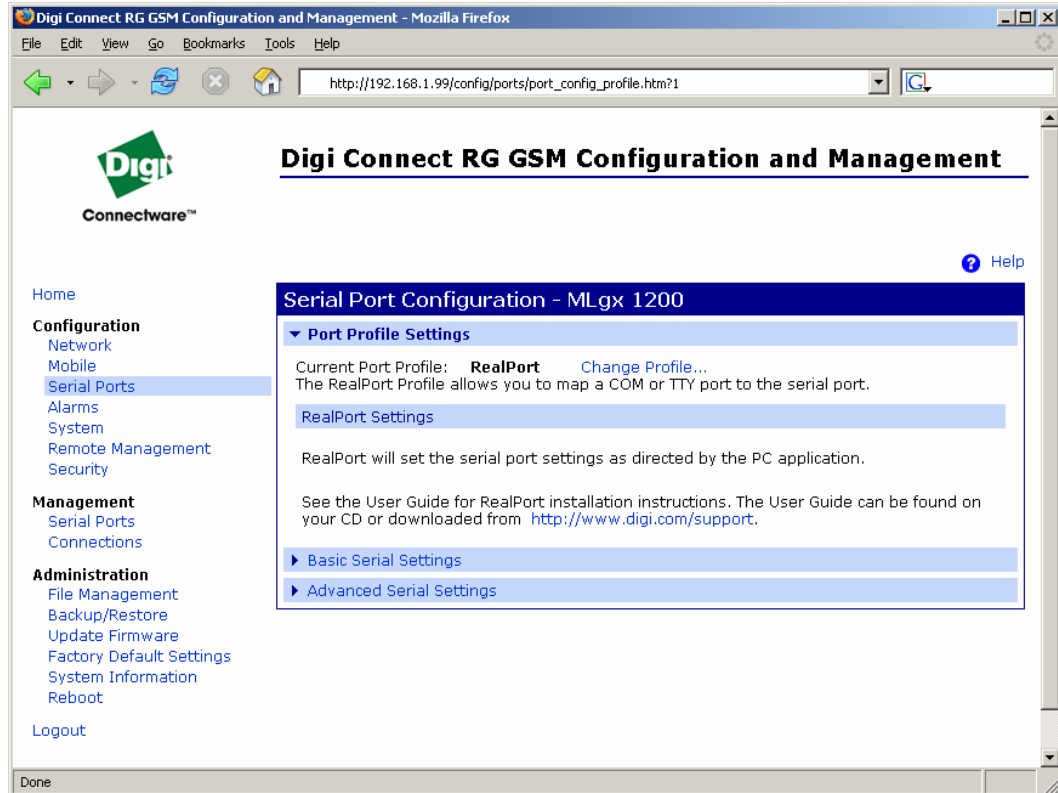 Digi Connect RG GSM Configuration and Management - Mozilla Firefox
File Edit View Go Bookmarks Tools Help
http://192.168.1.99/config/ports/port_config_profile.htm?1
G
Digi
Connectware™
Digi Connect RG GSM Configuration and Management
? Help
Home
Configuration
Network
Mobile
Serial Ports
Alarms
System
Remote Management
Security
Management
Serial Ports
Connections
Administration
File Management
Backup/Restore
Update Firmware
Factory Default Settings
System Information
Reboot
Logout
Serial Port Configuration - MLgx 1200
Port Profile Settings
Current Port Profile: RealPort Change Profile...
The RealPort Profile allows you to map a COM or TTY port to the serial port.
RealPort Settings
RealPort will set the serial port settings as directed by the PC application.
See the User Guide for RealPort installation instructions. The User Guide can be found on
your CD or downloaded from http://www.digi.com/support.
Basic Serial Settings
Advanced Serial Settings
Done